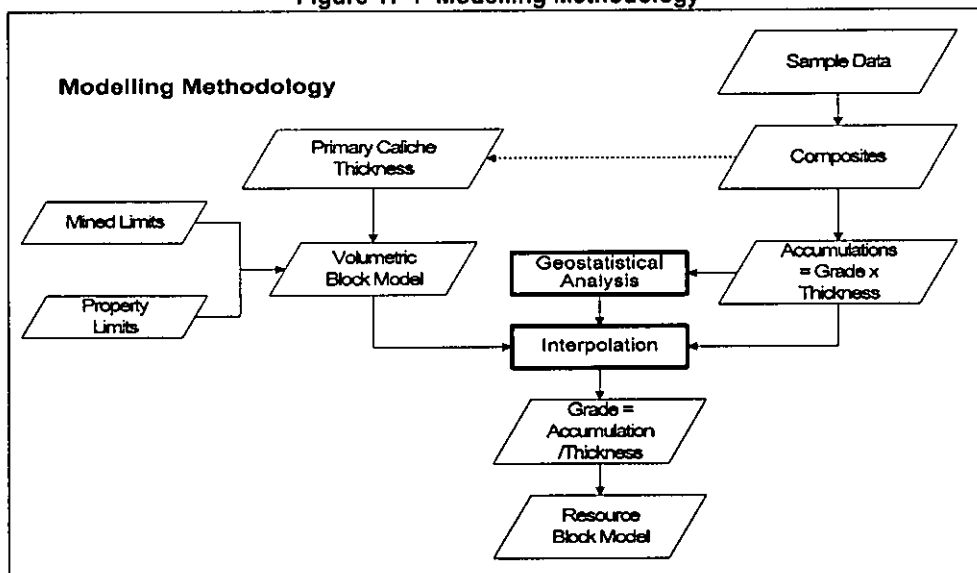 Modelling Methodology
Sample Data
Primary Caliche
Thickness
Composites
Mined Limits
Volumetric
Block Model
Geostatistical
Analysis
Accumulations
= Grade x
Thickness
Property
Limits
Interpolation
Grade =
Accumulation
/Thickness
Resource
Block Model